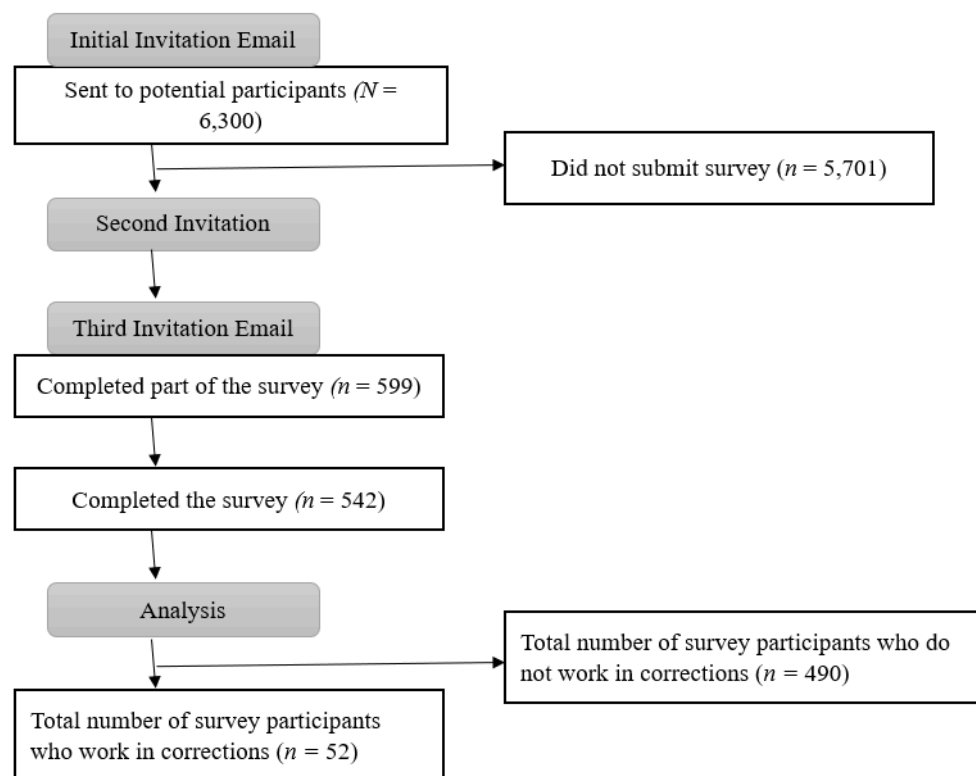 Initial Invitation Email
Sent to potential participants (N =
6,300)
Did not submit survey (n = 5,701)
Second Invitation
Third Invitation Email
Completed part of the survey (n = 599)
Completed the survey (n = 542)
Analysis
Total number of survey participants who do
not work in corrections (n = 490)
Total number of survey participants
who work in corrections (n = 52)